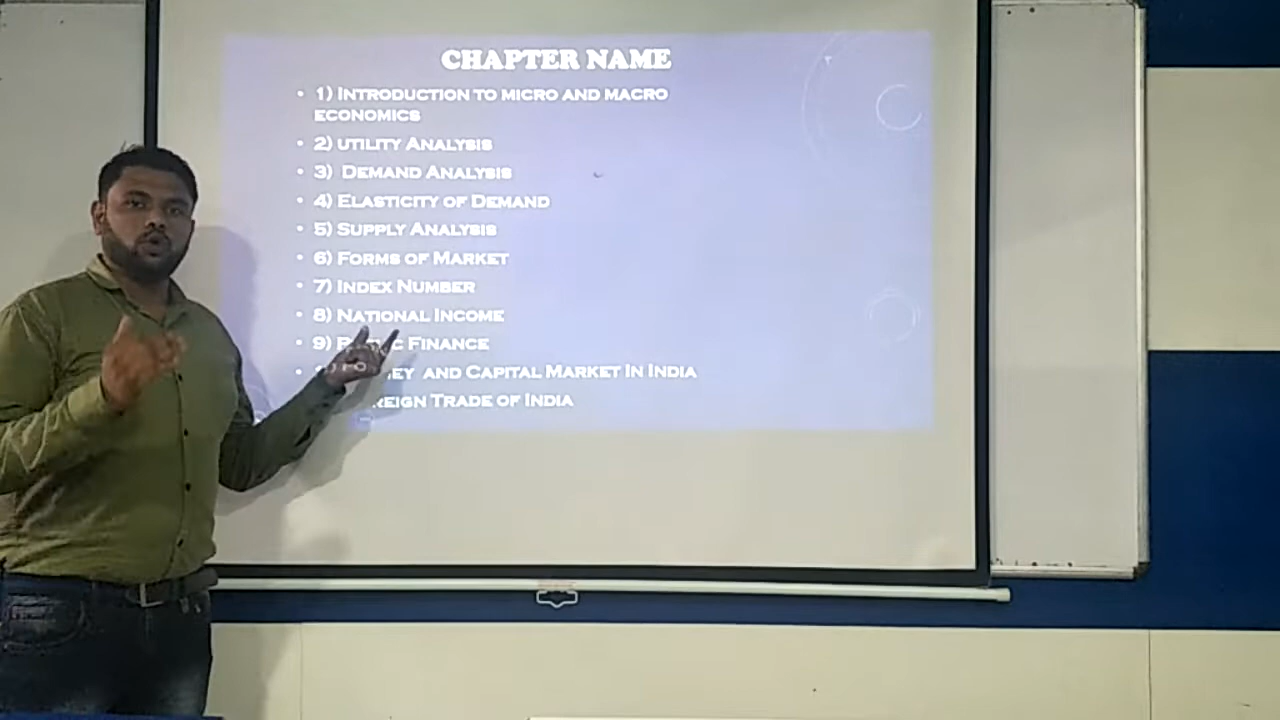 CHAPTER NAME
• 1) INTRODUCTION TO MICRO AND MACRO
ECONOMICS
• 2) UTILITY ANALYSIS
• 3) DEMAND ANALYSIS
• 4) ELASTICITY OF DEMAND
• 5) SUPPLY ANALYSIS
• 6) FORMS OF MARKET
• 7) INDEX NUMBER
• 8) NATIONAL INCOME
• 9) FINANCE
• AND CAPITAL MARKET IN INDIA
TRADE OF INDIA